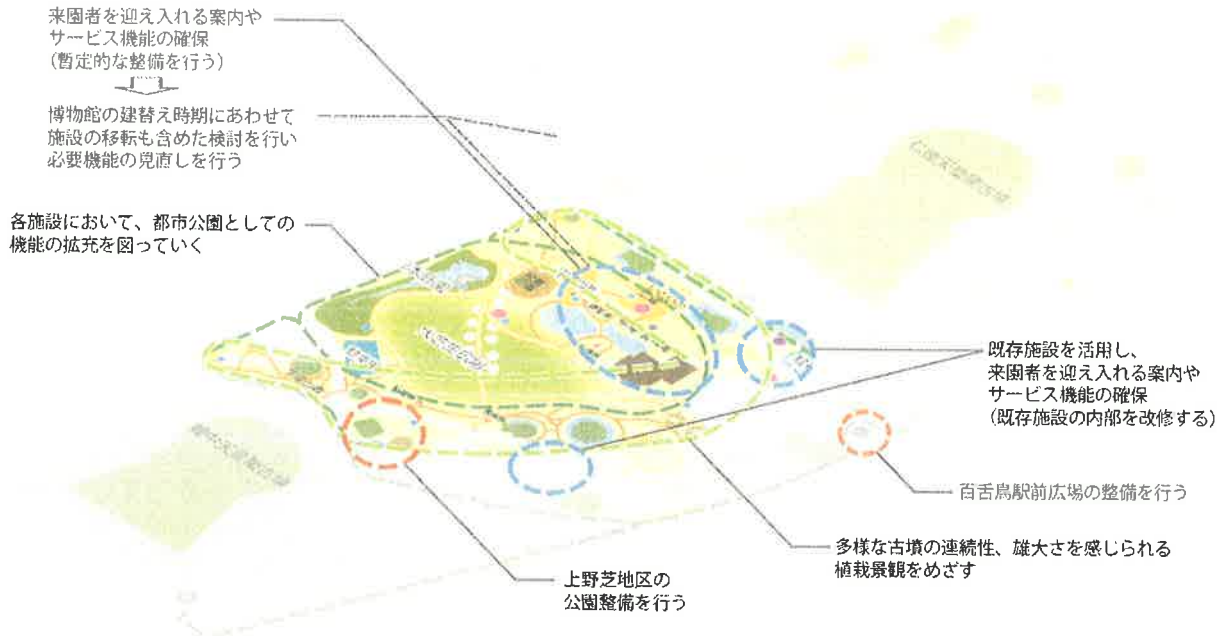 来園者を迎え入れる案内や
サービス機能の確保
(暫定的な整備を行う)
博物館の建替え時期にあわせて
施設の移転も含めた検討を行い
必要機能の見直しを行う
各施設において、都市公園としての
機能の拡充を図っていく
既存施設を活用し、
来園者を迎え入れる案内や
サービス機能の確保
(既存施設の内部を改修する)
百舌鳥駅前広場の整備を行う
多様な古墳の連続性、雄大さを感じられる
植栽景観をめざす
上野芝地区の
公園整備を行う